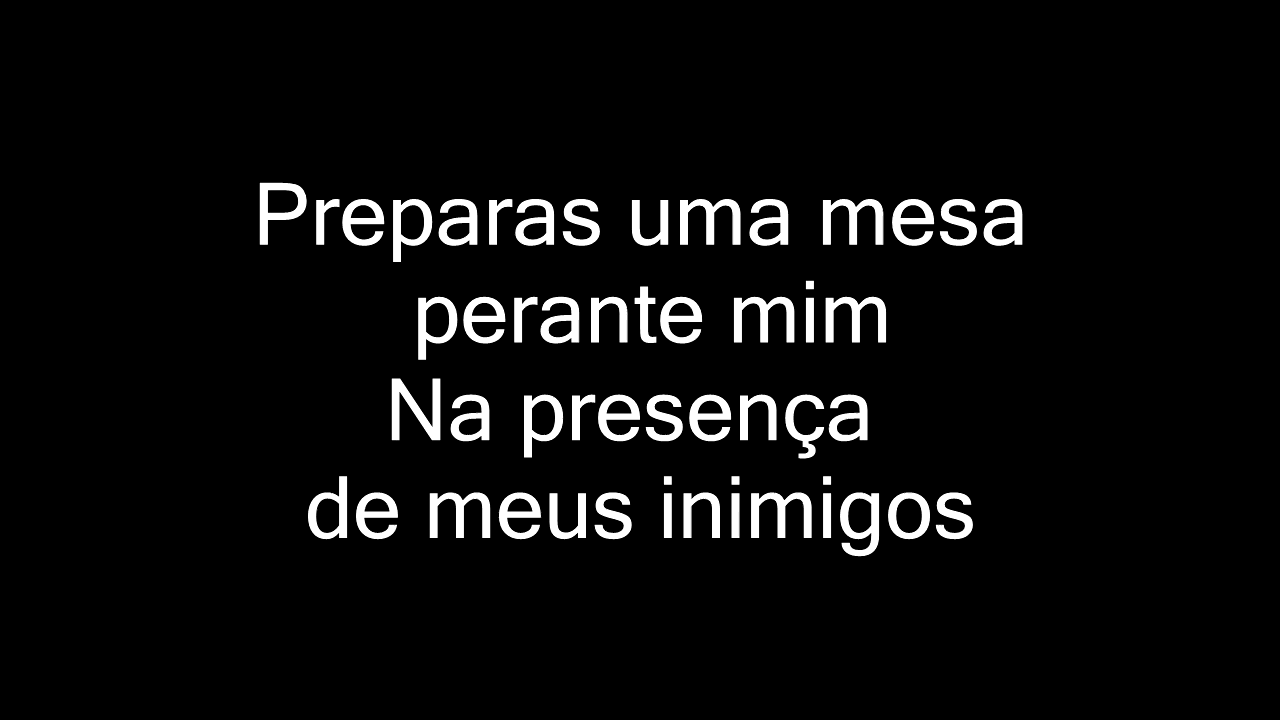 Preparas uma mesa
perante mim
Na presença
de meus inimigos